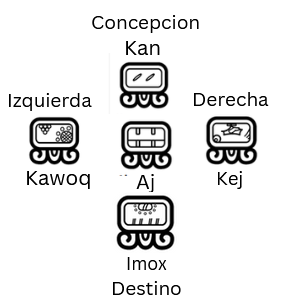 Concepcion
Kan
Izquierda
Derecha
Kawoq
Aj
Kej
Imox
Destino